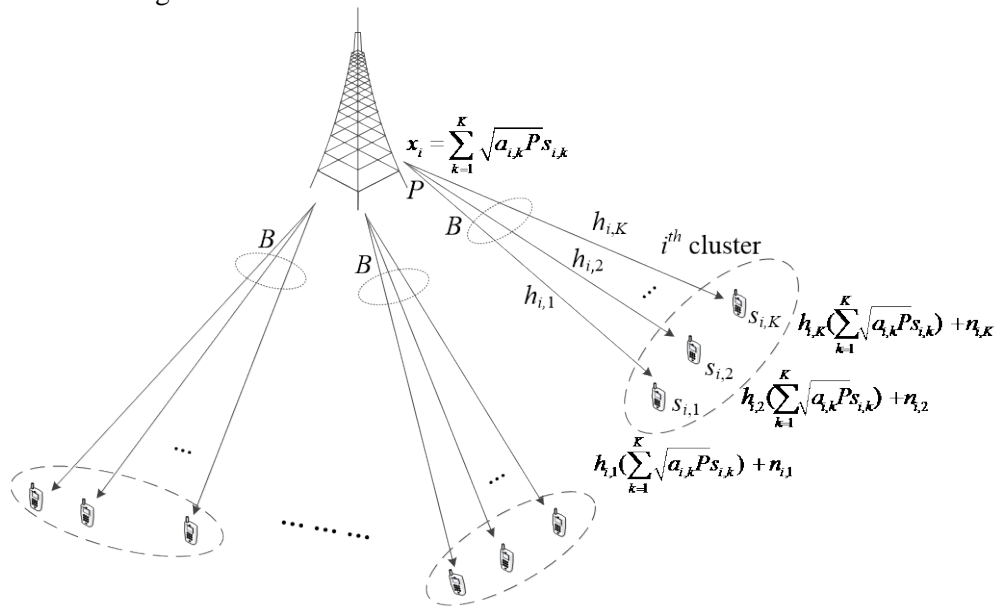 x_i = \sum_{k=1}^{K} \sqrt{a_{i,k}P} s_{i,k}
P
B
B
B
h_{i,K}
h_{i,2}
h_{i,1}
i^{th} cluster
...
s_{i,K}
h_{i,K}(\sum_{k=1}^{K} \sqrt{a_{i,k}P} s_{i,k}) + n_{i,K}
s_{i,2}
h_{i,2}(\sum_{k=1}^{K} \sqrt{a_{i,k}P} s_{i,k}) + n_{i,2}
s_{i,1}
h_{i,1}(\sum_{k=1}^{K} \sqrt{a_{i,k}P} s_{i,k}) + n_{i,1}
...
...
... ... ...